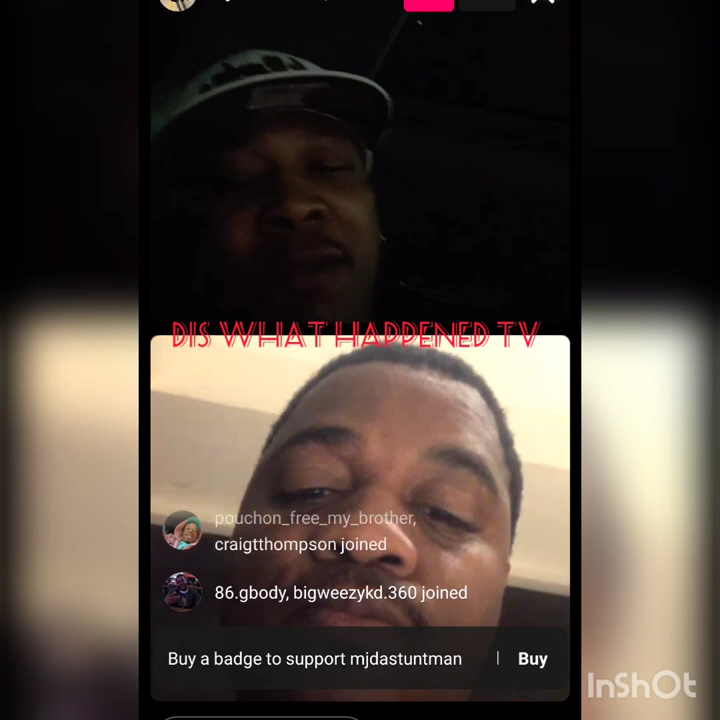 DIS WHAT HAPPENED TV
pouchon_free_my_brother,
craigtthompson joined
86.gbody, bigweezykd.360 joined
Buy a badge to support mjdastuntman | Buy
InShOt